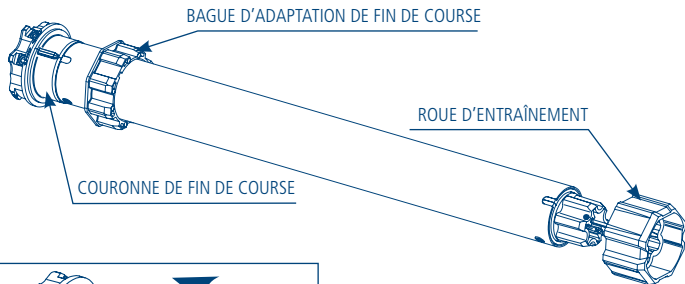 BAGUE D'ADAPTATION DE FIN DE COURSE
ROUE D'ENTRAÎNEMENT
COURONNE DE FIN DE COURSE